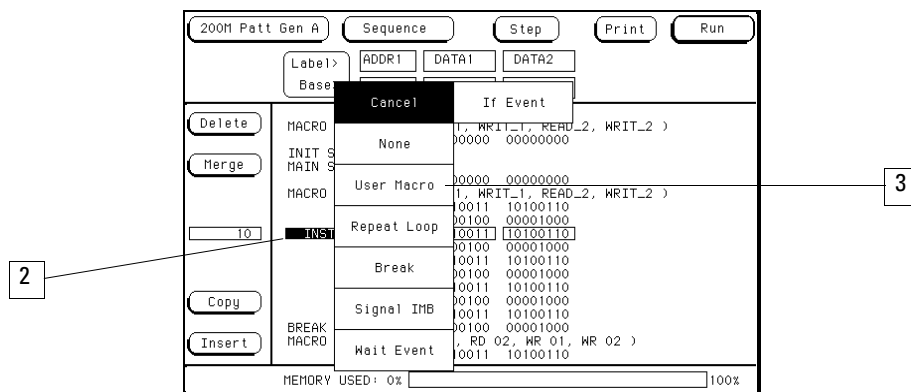 200M Patt Gen A Sequence Step Print Run
Label> ADDR1 DATA1 DATA2
Base
Cancel If Event
Delete MACRO WRIT_1, READ_2, WRIT_2 )
00000000
None
INIT S
Merge MAIN S
00000000
User Macro 3
MACRO 1, WRIT_1, READ_2, WRIT_2 )
10011 10100110
00100 00001000
Repeat Loop
10 INST 10011 10100110
00100 00001000
10011 10100110
Break
2
00100 00001000
10011 10100110
Copy 00100 00001000
Signal IMB
10011 10100110
BREAK 00100 00001000
Insert MACRO , RD 02, WR 01, WR 02 )
Wait Event
10011 10100110
MEMORY USED: 0% 100%